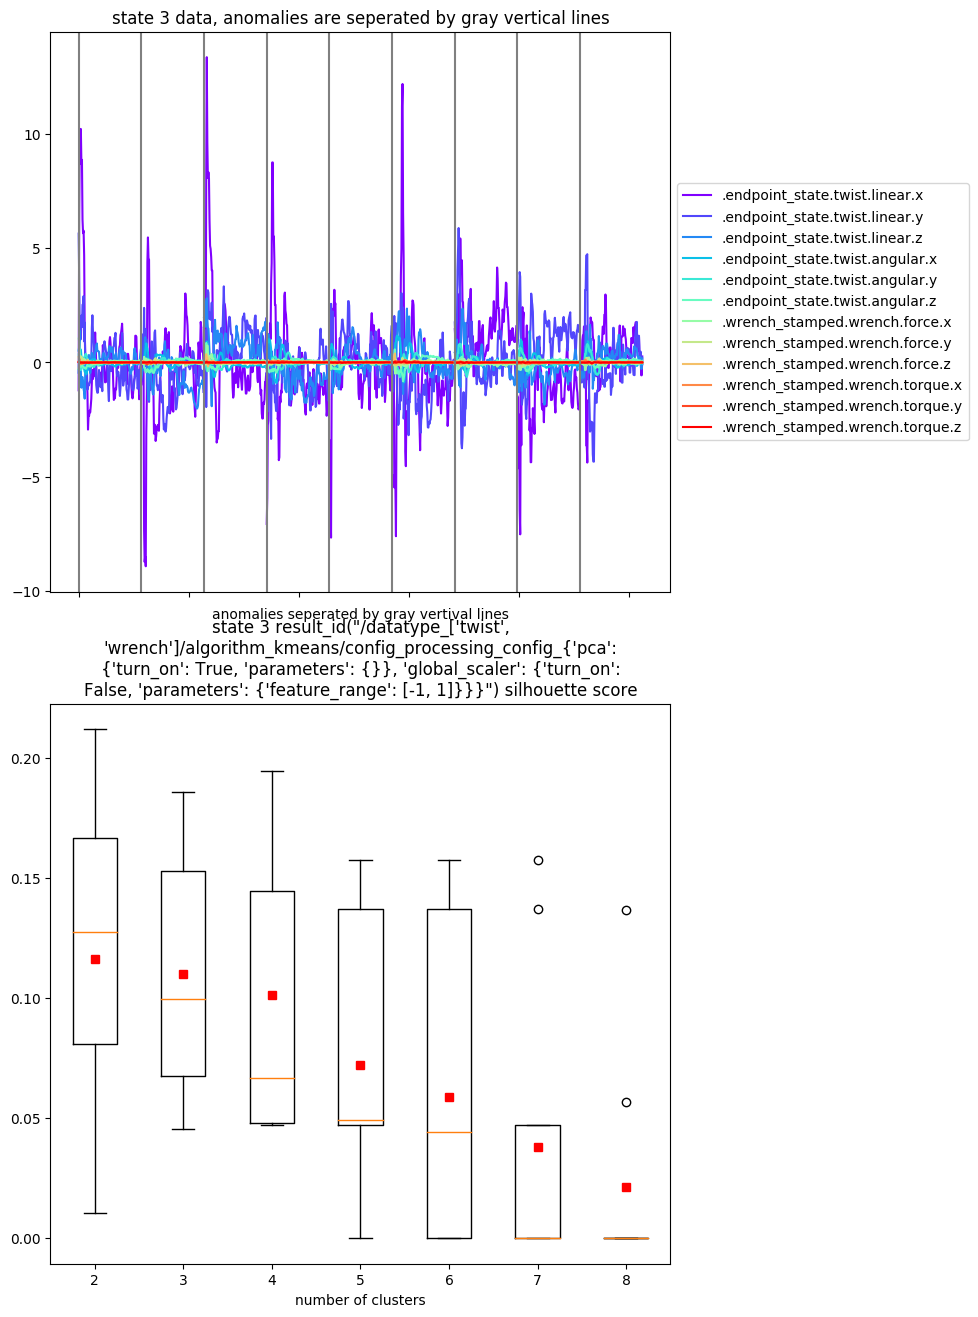 state 3 data, anomalies are seperated by gray vertical lines
10
5
0
−5
−10
.endpoint_state.twist.linear.x
.endpoint_state.twist.linear.y
.endpoint_state.twist.linear.z
.endpoint_state.twist.angular.x
.endpoint_state.twist.angular.y
.endpoint_state.twist.angular.z
.wrench_stamped.wrench.force.x
.wrench_stamped.wrench.force.y
.wrench_stamped.wrench.force.z
.wrench_stamped.wrench.torque.x
.wrench_stamped.wrench.torque.y
.wrench_stamped.wrench.torque.z
anomalies seperated by gray vertival lines
state 3 result_id("/datatype_['twist',
'wrench']/algorithm_kmeans/config_processing_config_{'pca':
{'turn_on': True, 'parameters': {}}, 'global_scaler': {'turn_on':
False, 'parameters': {'feature_range': [-1, 1]}}}") silhouette score
0.20
0.15
0.10
0.05
0.00
2 3 4 5 6 7 8
number of clusters